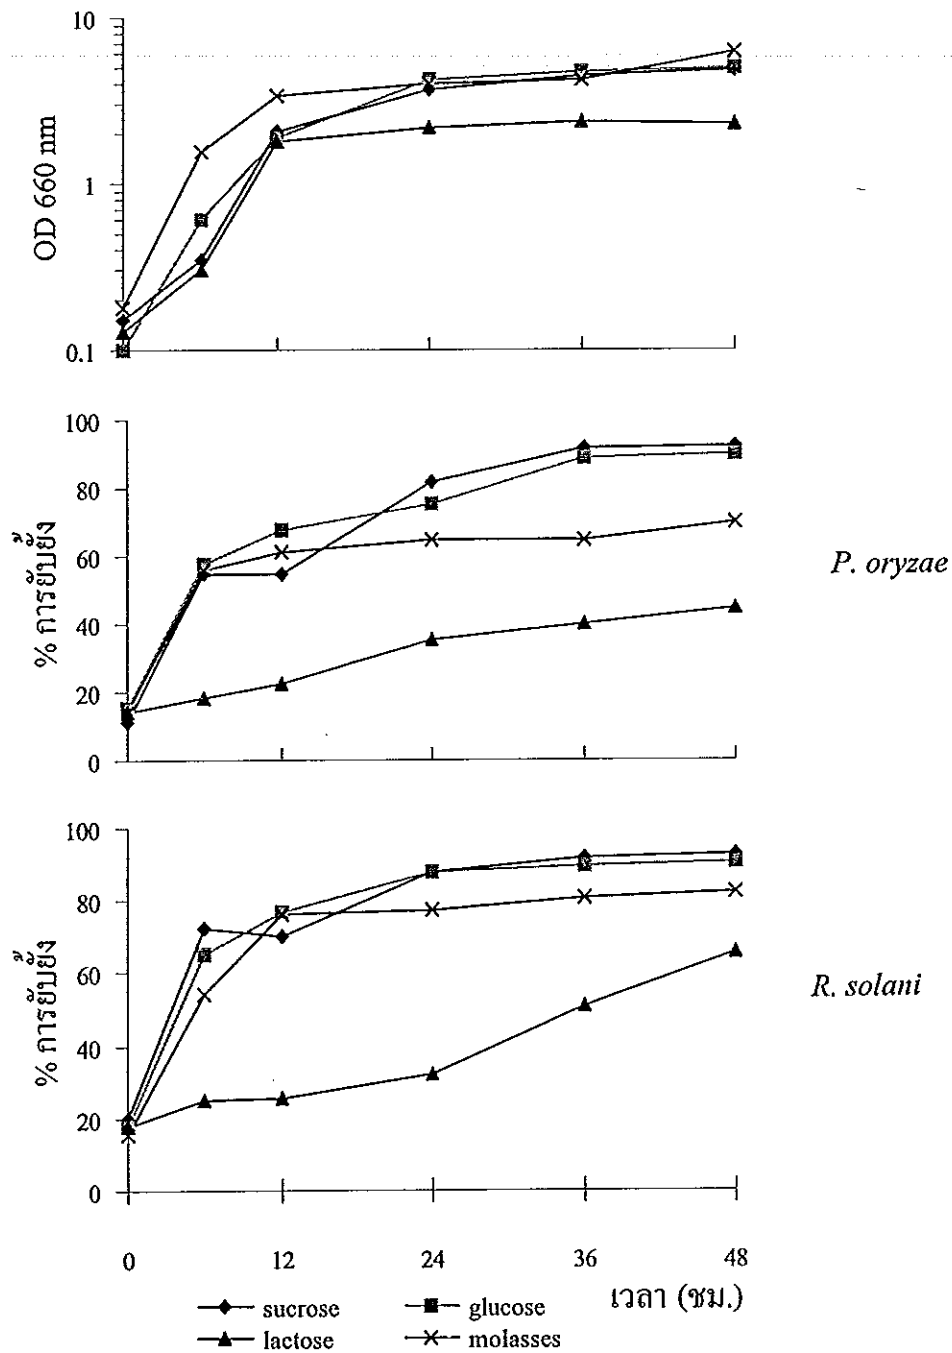 10
1
0.1
OD 660 nm
100
80
60
40
20
0
% การยับยั้ง
P. oryzae
100
80
60
40
20
0
% การยับยั้ง
R. solani
0 12 24 36 48
เวลา (ชม.)
sucrose glucose
lactose molasses